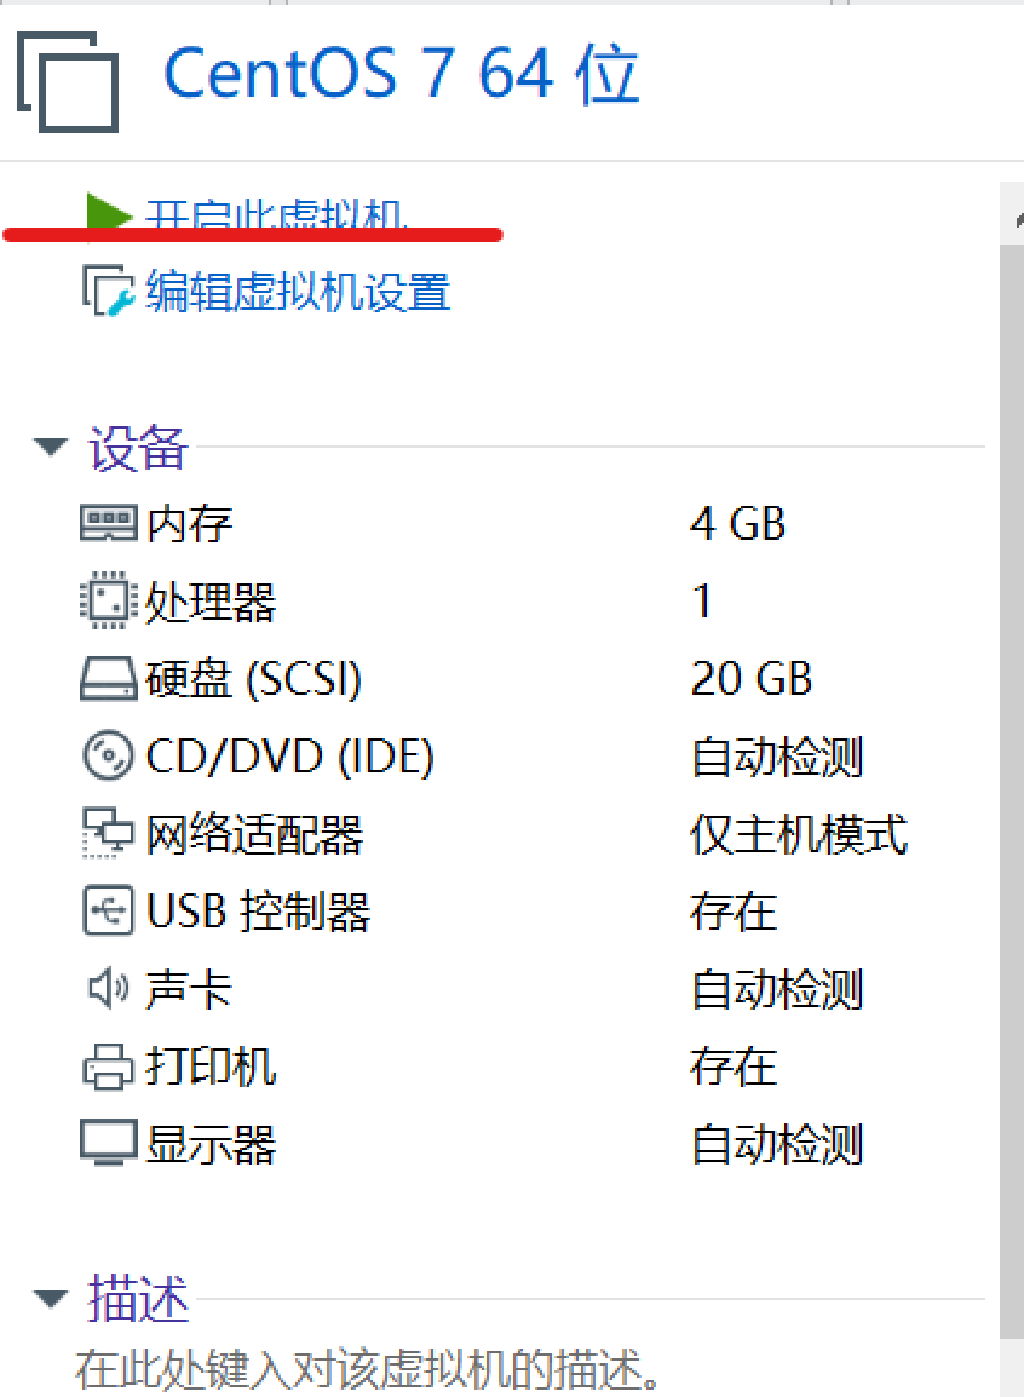 CentOS 7 64 位
开启此虚拟机
编辑虚拟机设置
设备
内存 4 GB
处理器 1
硬盘 (SCSI) 20 GB
CD/DVD (IDE) 自动检测
网络适配器 仅主机模式
USB 控制器 存在
声卡 自动检测
打印机 存在
显示器 自动检测
描述
在此处键入对该虚拟机的描述。